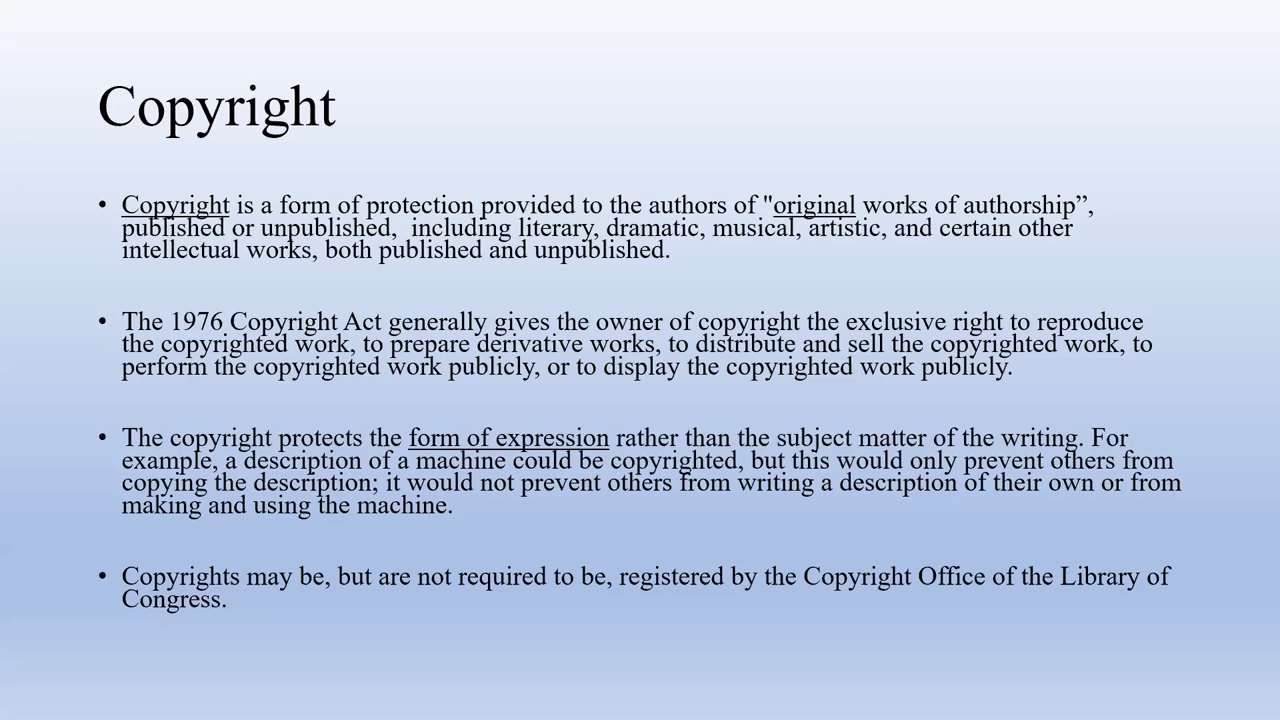 Copyright
• Copyright is a form of protection provided to the authors of "original works of authorship”,
published or unpublished,  including literary, dramatic, musical, artistic, and certain other
intellectual works, both published and unpublished.
• The 1976 Copyright Act generally gives the owner of copyright the exclusive right to reproduce
the copyrighted work, to prepare derivative works, to distribute and sell the copyrighted work, to
perform the copyrighted work publicly, or to display the copyrighted work publicly.
• The copyright protects the form of expression rather than the subject matter of the writing. For
example, a description of a machine could be copyrighted, but this would only prevent others from
copying the description; it would not prevent others from writing a description of their own or from
making and using the machine.
• Copyrights may be, but are not required to be, registered by the Copyright Office of the Library of
Congress.